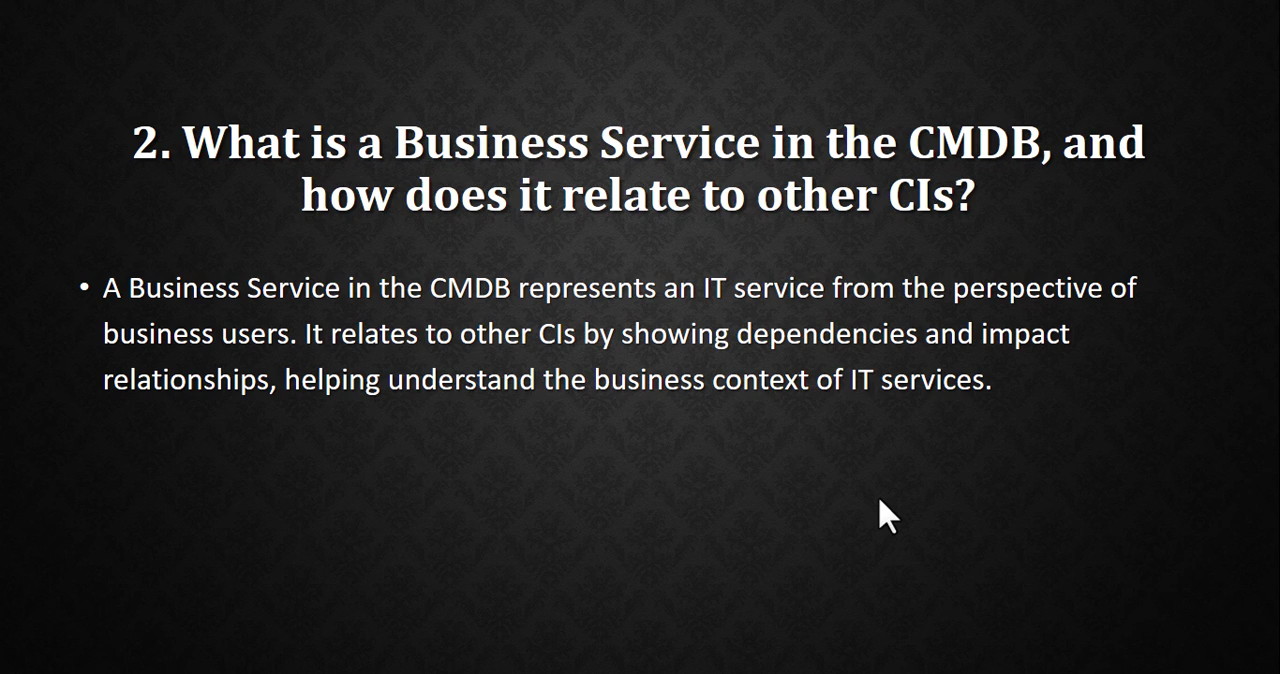 2. What is a Business Service in the CMDB, and
how does it relate to other CIs?
• A Business Service in the CMDB represents an IT service from the perspective of
business users. It relates to other CIs by showing dependencies and impact
relationships, helping understand the business context of IT services.